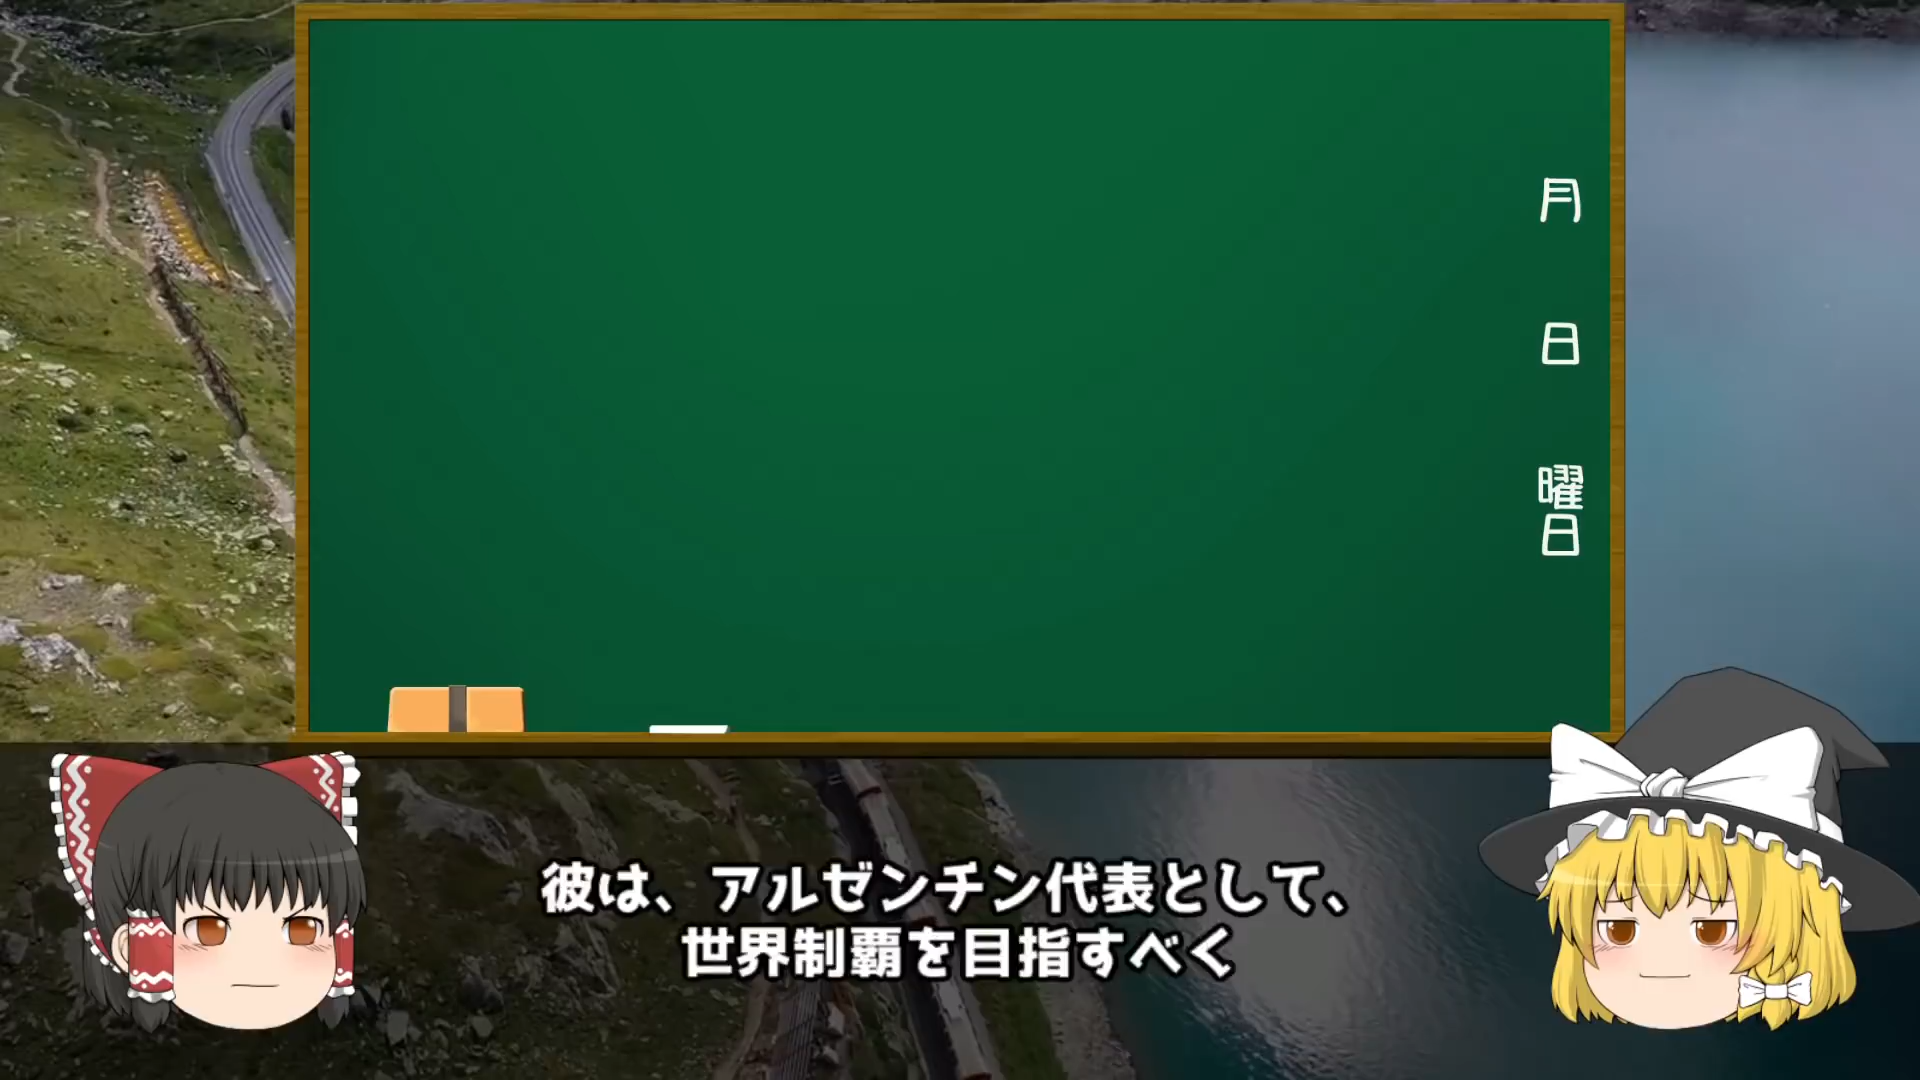 月
日
曜
日
彼は、アルゼンチン代表として、
世界制覇を目指すべく